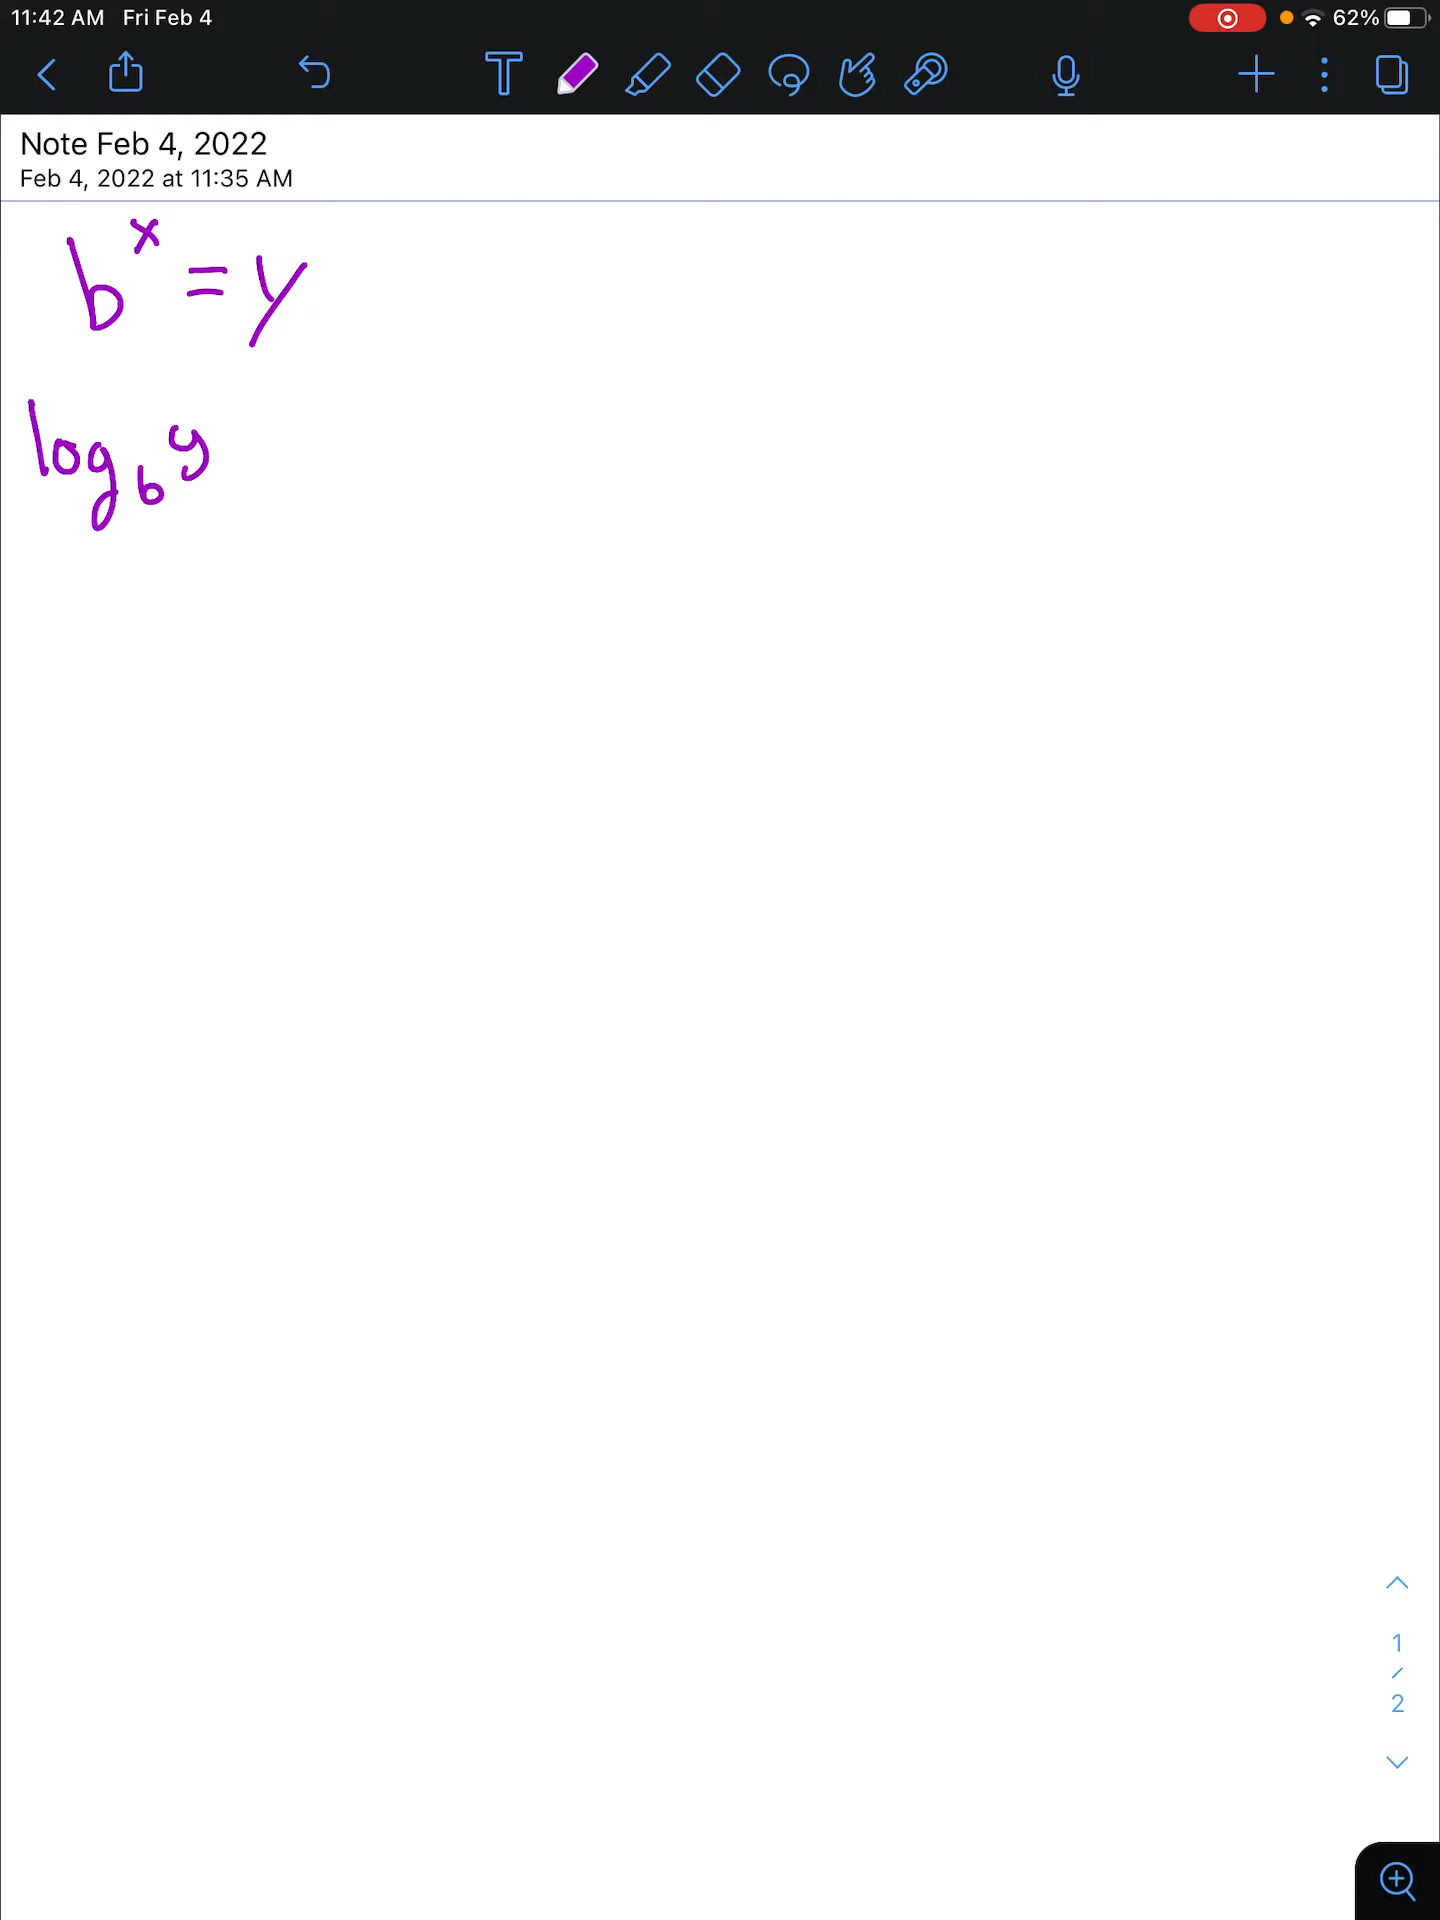 11:42 AM Fri Feb 4 62%
T
Note Feb 4, 2022
Feb 4, 2022 at 11:35 AM
b^x = y
log_b y
1
/
2